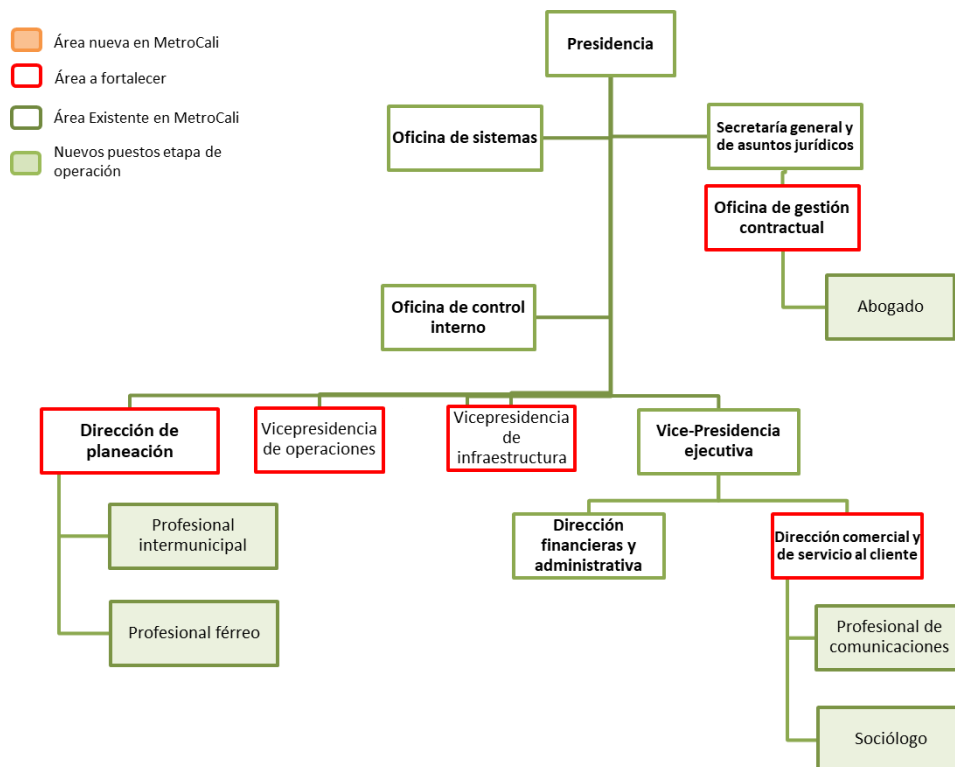 Área nueva en MetroCali
Área a fortalecer
Área Existente en MetroCali
Nuevos puestos etapa de
operación
Presidencia
Oficina de sistemas
Secretaría general y
de asuntos jurídicos
Oficina de gestión
contractual
Abogado
Oficina de control
interno
Dirección de
planeación
Vicepresidencia
de operaciones
Vicepresidencia
de
infraestructura
Vice-Presidencia
ejecutiva
Profesional
intermunicipal
Profesional férreo
Dirección
financieras y
administrativa
Dirección comercial y
de servicio al cliente
Profesional de
comunicaciones
Sociólogo